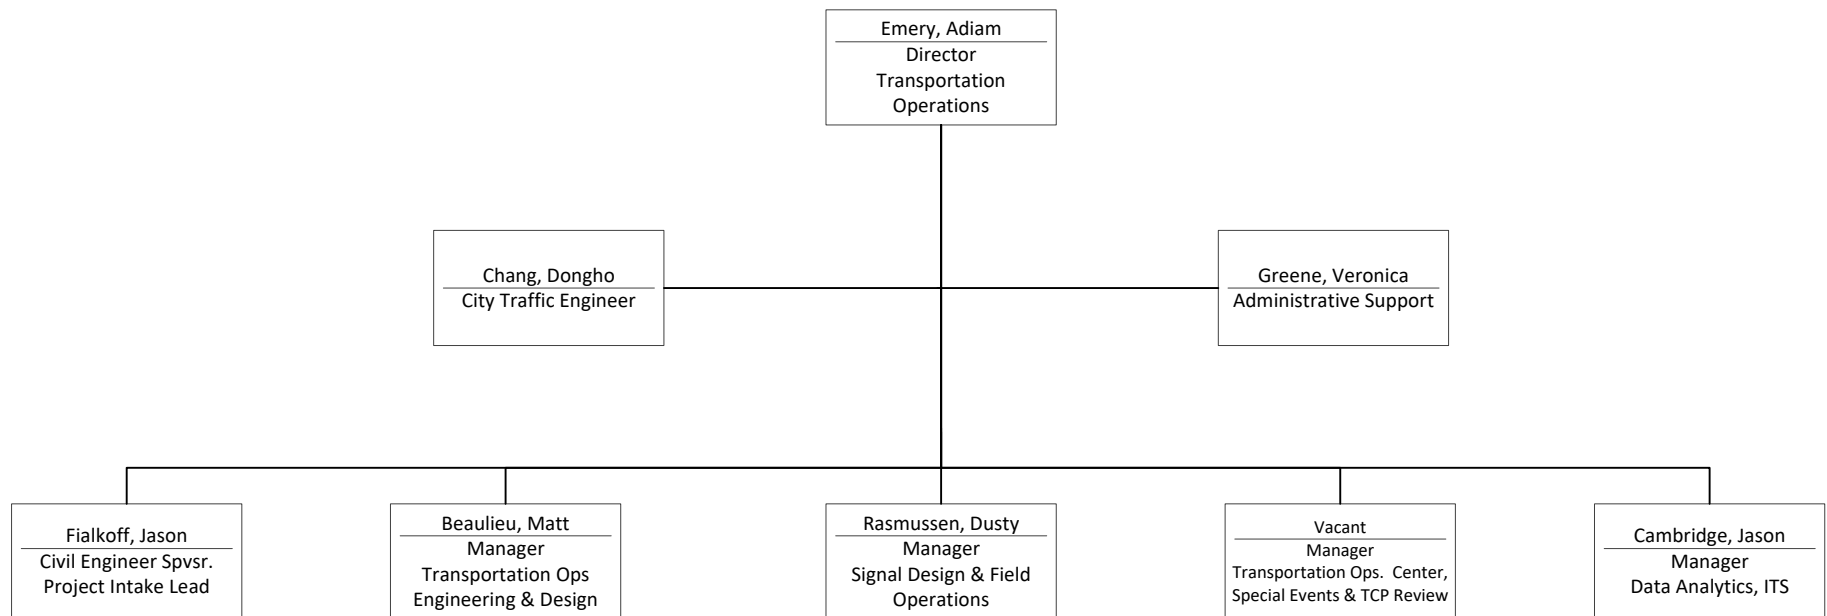 Emery, Adiam
Director
Transportation
Operations
Chang, Dongho
City Traffic Engineer
Greene, Veronica
Administrative Support
Fialkoff, Jason
Civil Engineer Spvsr.
Project Intake Lead
Beaulieu, Matt
Manager
Transportation Ops
Engineering & Design
Rasmussen, Dusty
Manager
Signal Design & Field
Operations
Vacant
Manager
Transportation Ops. Center,
Special Events & TCP Review
Cambridge, Jason
Manager
Data Analytics, ITS